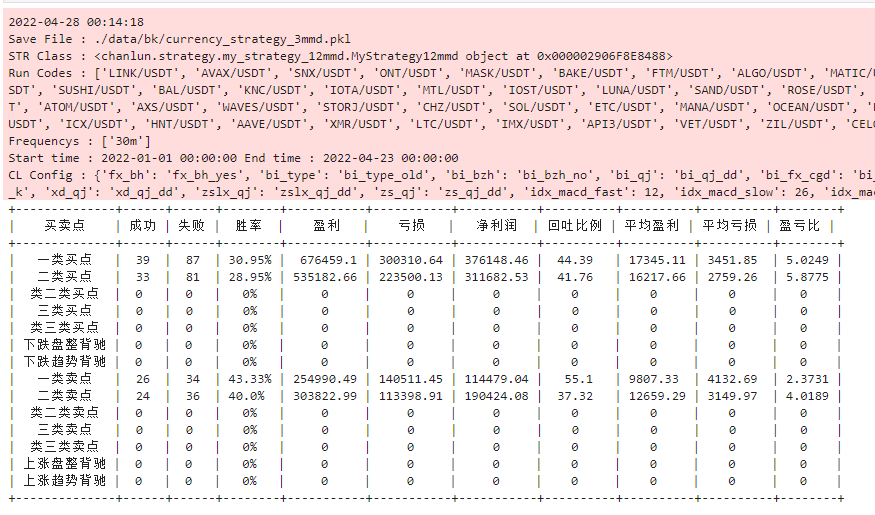 2022-04-28 00:14:18
Save File : ./data/bk/currency_strategy_3mmd.pkl
STR Class : <chanlun.strategy.my_strategy_12mmd.MyStrategy12mmd object at 0x000002906F8E8488>
Run Codes : ['LINK/USDT', 'AVAX/USDT', 'SNX/USDT', 'ONT/USDT', 'MASK/USDT', 'BAKE/USDT', 'FTM/USDT', 'ALGO/USDT', 'MATIC/
SDT', 'SUSHI/USDT', 'BAL/USDT', 'KNC/USDT', 'IOTA/USDT', 'MTL/USDT', 'IOST/USDT', 'LUNA/USDT', 'SAND/USDT', 'ROSE/USDT',
T', 'ATOM/USDT', 'AXS/USDT', 'WAVES/USDT', 'STORJ/USDT', 'CHZ/USDT', 'SOL/USDT', 'ETC/USDT', 'MANA/USDT', 'OCEAN/USDT',
USDT', 'ICX/USDT', 'HNT/USDT', 'AAVE/USDT', 'XMR/USDT', 'LTC/USDT', 'IMX/USDT', 'API3/USDT', 'VET/USDT', 'ZIL/USDT', 'CELO
Frequencys : ['30m']
Start time : 2022-01-01 00:00:00 End time : 2022-04-23 00:00:00
CL Config : {'fx_bh': 'fx_bh_yes', 'bi_type': 'bi_type_old', 'bi_bzh': 'bi_bzh_no', 'bi_qj': 'bi_qj_dd', 'bi_fx_cgd': 'bi_
_k', 'xd_qj': 'xd_qj_dd', 'zslx_qj': 'zslx_qj_dd', 'zs_qj': 'zs_qj_dd', 'idx_macd_fast': 12, 'idx_macd_slow': 26, 'idx_mac
| 买卖点 | 成功 | 失败 | 胜率 | 盈利 | 亏损 | 净利润 | 回吐比例 | 平均盈利 | 平均亏损 | 盈亏比 |
| 一类买点 | 39 | 87 | 30.95% | 676459.1 | 300310.64 | 376148.46 | 44.39 | 17345.11 | 3451.85 | 5.0249 |
| 二类买点 | 33 | 81 | 28.95% | 535182.66 | 223500.13 | 311682.53 | 41.76 | 16217.66 | 2759.26 | 5.8775 |
| 类二类买点 | 0 | 0 | 0% | 0 | 0 | 0 | 0 | 0 | 0 | 0 |
| 三类买点 | 0 | 0 | 0% | 0 | 0 | 0 | 0 | 0 | 0 | 0 |
| 类三类买点 | 0 | 0 | 0% | 0 | 0 | 0 | 0 | 0 | 0 | 0 |
| 下跌盘整背驰 | 0 | 0 | 0% | 0 | 0 | 0 | 0 | 0 | 0 | 0 |
| 下跌趋势背驰 | 0 | 0 | 0% | 0 | 0 | 0 | 0 | 0 | 0 | 0 |
| 一类卖点 | 26 | 34 | 43.33% | 254990.49 | 140511.45 | 114479.04 | 55.1 | 9807.33 | 4132.69 | 2.3731 |
| 二类卖点 | 24 | 36 | 40.0% | 303822.99 | 113398.91 | 190424.08 | 37.32 | 12659.29 | 3149.97 | 4.0189 |
| 类二类卖点 | 0 | 0 | 0% | 0 | 0 | 0 | 0 | 0 | 0 | 0 |
| 三类卖点 | 0 | 0 | 0% | 0 | 0 | 0 | 0 | 0 | 0 | 0 |
| 类三类卖点 | 0 | 0 | 0% | 0 | 0 | 0 | 0 | 0 | 0 | 0 |
| 上涨盘整背驰 | 0 | 0 | 0% | 0 | 0 | 0 | 0 | 0 | 0 | 0 |
| 上涨趋势背驰 | 0 | 0 | 0% | 0 | 0 | 0 | 0 | 0 | 0 | 0 |